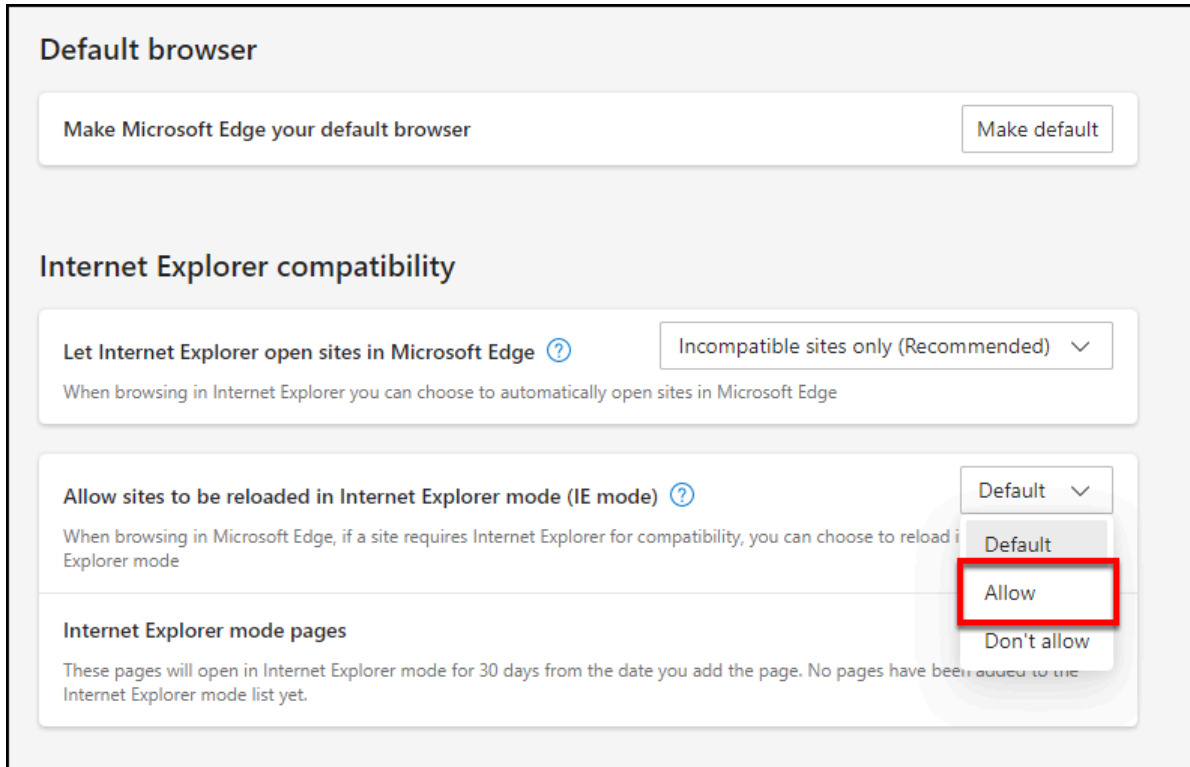 Default browser
Make Microsoft Edge your default browser
Make default
Internet Explorer compatibility
Let Internet Explorer open sites in Microsoft Edge
Incompatible sites only (Recommended)
When browsing in Internet Explorer you can choose to automatically open sites in Microsoft Edge
Allow sites to be reloaded in Internet Explorer mode (IE mode)
Default
When browsing in Microsoft Edge, if a site requires Internet Explorer for compatibility, you can choose to reload i
Explorer mode
Default
Allow
Don't allow
Internet Explorer mode pages
These pages will open in Internet Explorer mode for 30 days from the date you add the page. No pages have been added to the
Internet Explorer mode list yet.